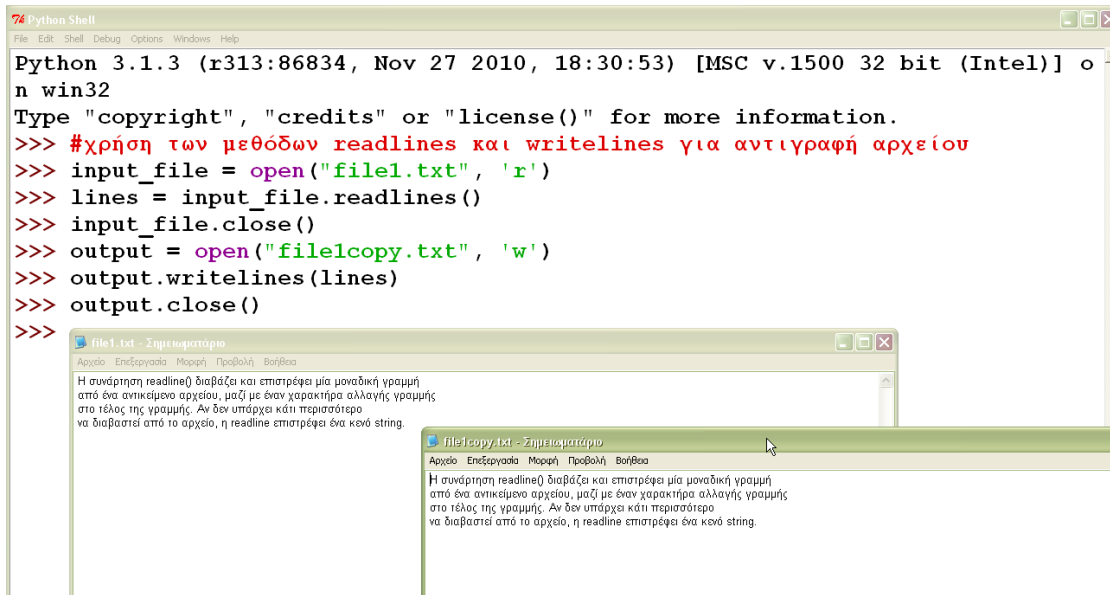 Python Shell
File Edit Shell Debug Options Windows Help
Python 3.1.3 (r313:86834, Nov 27 2010, 18:30:53) [MSC v.1500 32 bit (Intel)] o
n win32
Type "copyright", "credits" or "license()" for more information.
>>> #χρήση των μεθόδων readlines και writelines για αντιγραφή αρχείου
>>> input_file = open("file1.txt", 'r')
>>> lines = input_file.readlines()
>>> input_file.close()
>>> output = open("file1copy.txt", 'w')
>>> output.writelines(lines)
>>> output.close()
>>>
file1.txt - Σημειωματάριο
Αρχείο Επεξεργασία Μορφή Προβολή Βοήθεια
Η συνάρτηση readline() διαβάζει και επιστρέφει μία μοναδική γραμμή
από ένα αντικείμενο αρχείου, μαζί με έναν χαρακτήρα αλλαγής γραμμής
στο τέλος της γραμμής. Αν δεν υπάρχει κάτι περισσότερο
να διαβαστεί από το αρχείο, η readline επιστρέφει ένα κενό string.
file1copy.txt - Σημειωματάριο
Αρχείο Επεξεργασία Μορφή Προβολή Βοήθεια
Η συνάρτηση readline() διαβάζει και επιστρέφει μία μοναδική γραμμή
από ένα αντικείμενο αρχείου, μαζί με έναν χαρακτήρα αλλαγής γραμμής
στο τέλος της γραμμής. Αν δεν υπάρχει κάτι περισσότερο
να διαβαστεί από το αρχείο, η readline επιστρέφει ένα κενό string.